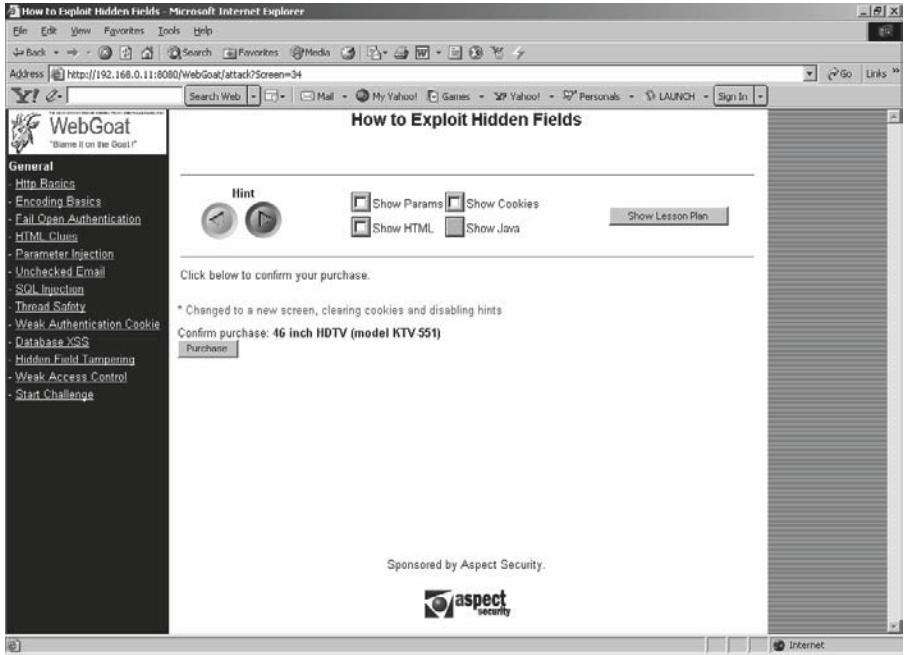 How to Exploit Hidden Fields - Microsoft Internet Explorer
File Edit View Favorites Tools Help
Back Search Favorites Media
Address http://192.168.0.11:8080/WebGoat/attack?Screen=34 Go Links »
Y! Search Web Mail My Yahoo! Games Yahoo! Personals LAUNCH Sign In
WebGoat
"Blame it on the Goat!"
How to Exploit Hidden Fields
General
- Http Basics
- Encoding Basics
- Fail Open Authentication
- HTML Clues
- Parameter Injection
- Unchecked Email
- SQL Injection
- Thread Safety
- Weak Authentication Cookie
- Database XSS
- Hidden Field Tampering
- Weak Access Control
- Start Challenge
Hint
Show Params Show Cookies
Show HTML Show Java
Show Lesson Plan
Click below to confirm your purchase.
* Changed to a new screen, clearing cookies and disabling hints
Confirm purchase: 46 inch HDTV (model KTV-551)
Purchase
Sponsored by Aspect Security.
aspect
security
Internet